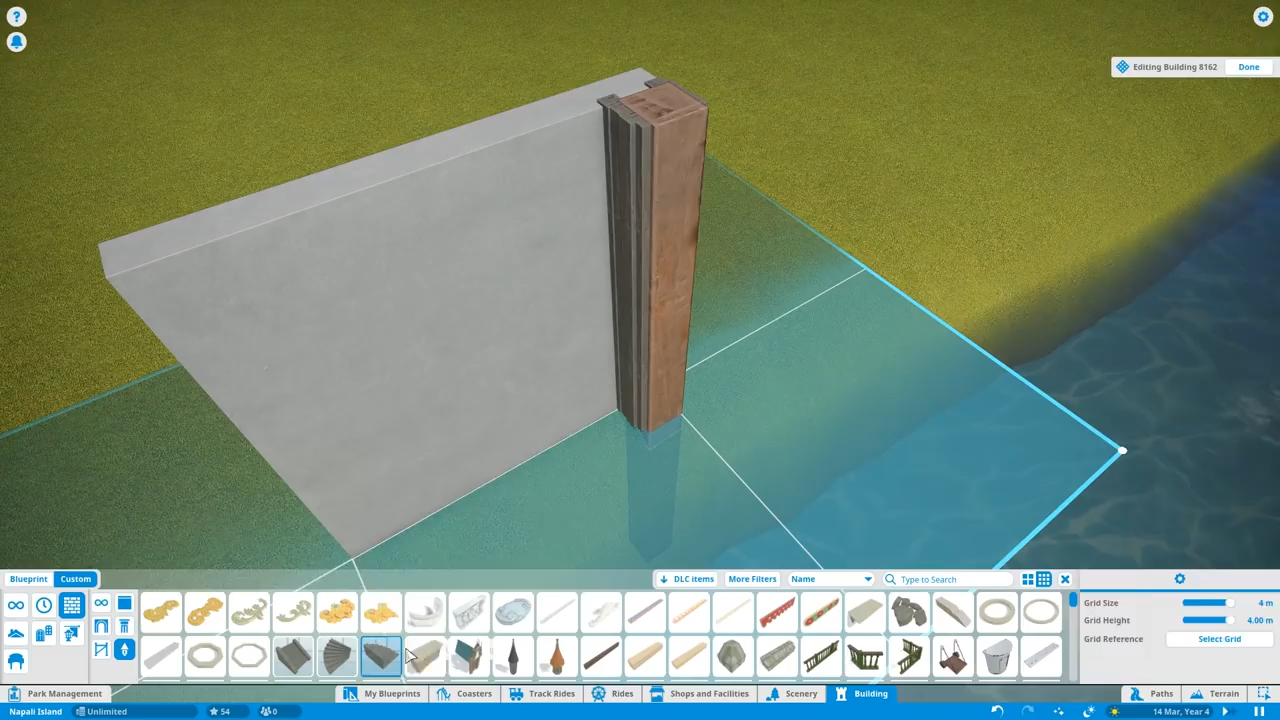 ?
Editing Building 8162 Done
Blueprint Custom DLC items More Filters Name Type to Search
Grid Size 4 m
Grid Height 4.00 m
Grid Reference Select Grid
Park Management My Blueprints Coasters Track Rides Rides Shops and Facilities Scenery Building Paths Terrain
Napali Island Unlimited 54 0 14 Mar, Year 4